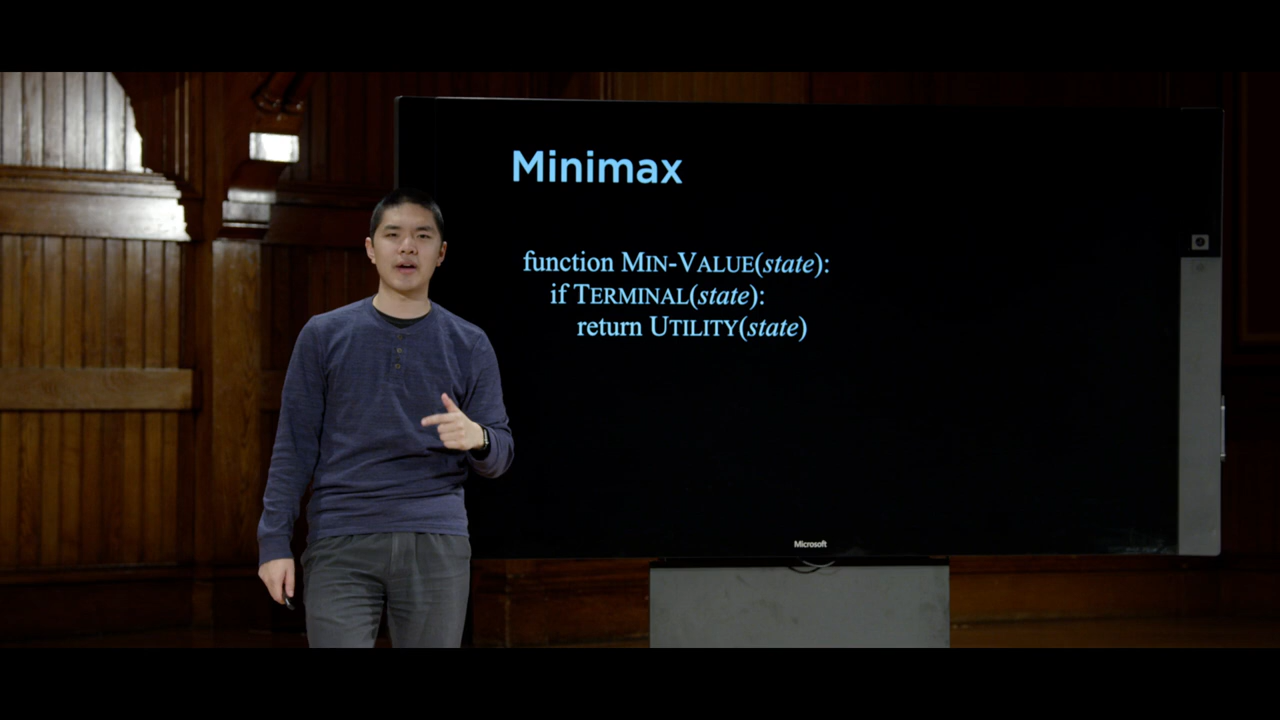 Minimax
function MIN-VALUE(state):
if TERMINAL(state):
return UTILITY(state)
Microsoft